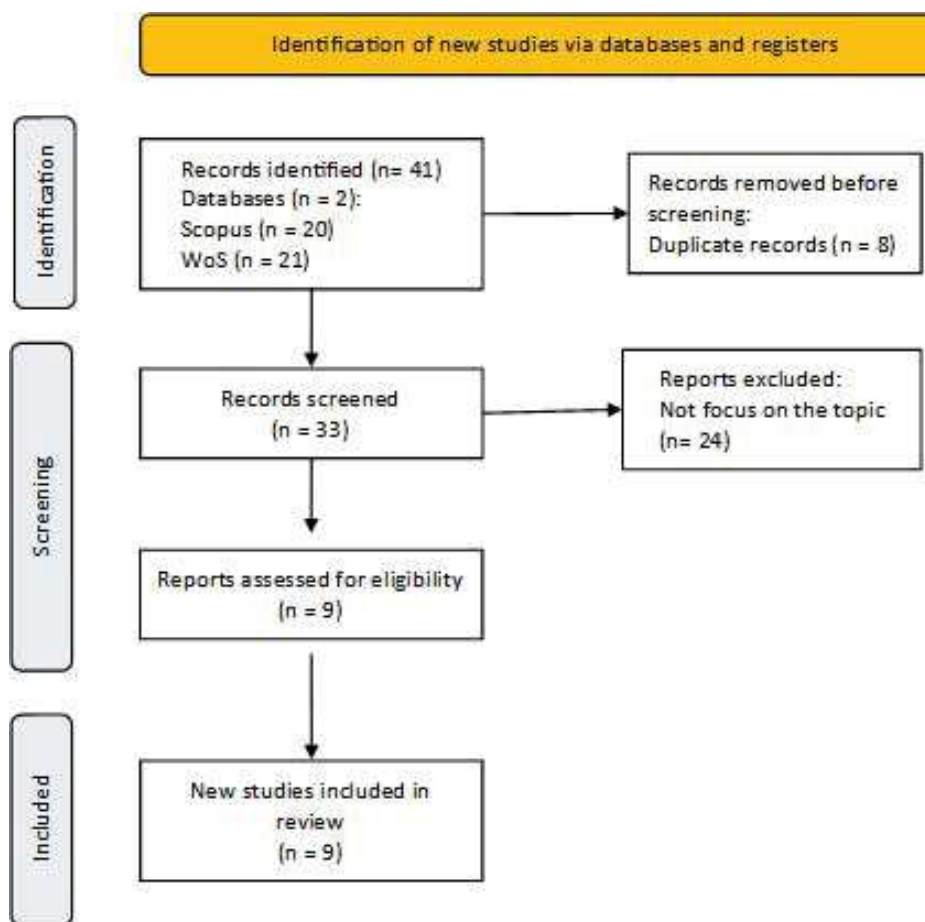 Identification of new studies via databases and registers
Identification
Records identified (n= 41)
Databases (n = 2):
Scopus (n = 20)
WoS (n = 21)
Records removed before
screening:
Duplicate records (n = 8)
Screening
Records screened
(n = 33)
Reports excluded:
Not focus on the topic
(n= 24)
Reports assessed for eligibility
(n = 9)
Included
New studies included in
review
(n = 9)